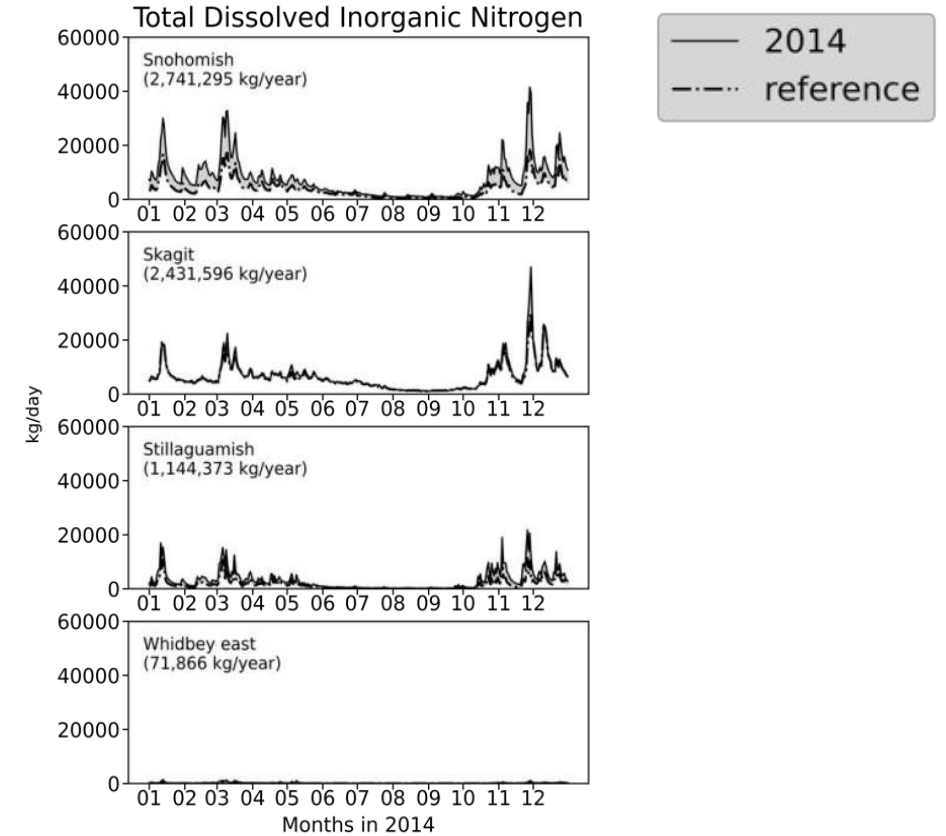 Total Dissolved Inorganic Nitrogen
2014
reference
60000
Snohomish
(2,741,295 kg/year)
40000
20000
0
01 02 03 04 05 06 07 08 09 10 11 12
60000
Skagit
(2,431,596 kg/year)
40000
20000
0
01 02 03 04 05 06 07 08 09 10 11 12
kg/day
60000
Stillaguamish
(1,144,373 kg/year)
40000
20000
0
01 02 03 04 05 06 07 08 09 10 11 12
60000
Whidbey east
(71,866 kg/year)
40000
20000
0
01 02 03 04 05 06 07 08 09 10 11 12
Months in 2014